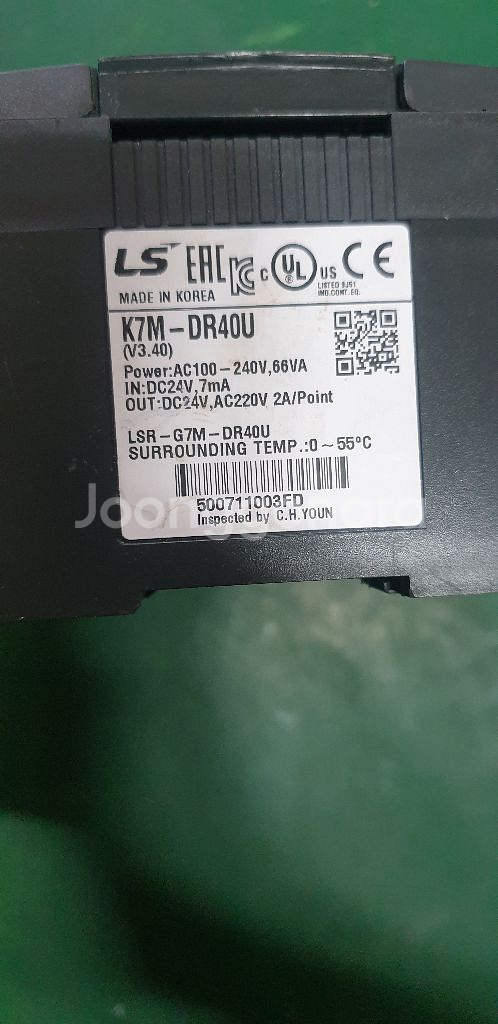 LS EAC KC c UL US CE
LISTED 9J51
IND.CONT.EQ.
MADE IN KOREA
K7M-DR40U
(V3.40)
Power:AC100-240V,66VA
IN:DC24V,7mA
OUT:DC24V,AC220V 2A/Point
LSR-G7M-DR40U
SURROUNDING TEMP.:0~55°C
500711003FD
Inspected by C.H.YOUN